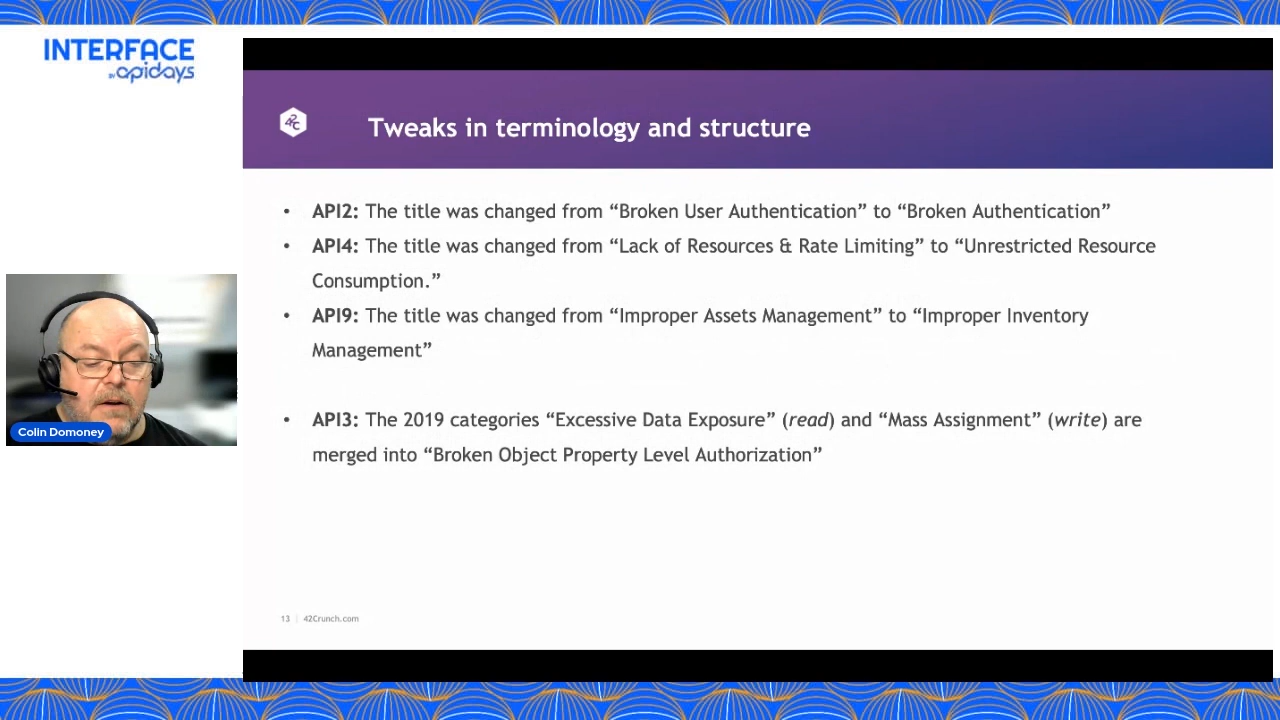 INTERFACE
BY apidays
42C
Tweaks in terminology and structure
• API2: The title was changed from “Broken User Authentication” to “Broken Authentication”
• API4: The title was changed from “Lack of Resources & Rate Limiting” to “Unrestricted Resource
Consumption.”
• API9: The title was changed from “Improper Assets Management” to “Improper Inventory
Management”
• API3: The 2019 categories “Excessive Data Exposure” (read) and “Mass Assignment” (write) are
merged into “Broken Object Property Level Authorization”
Colin Domoney
13 | 42Crunch.com